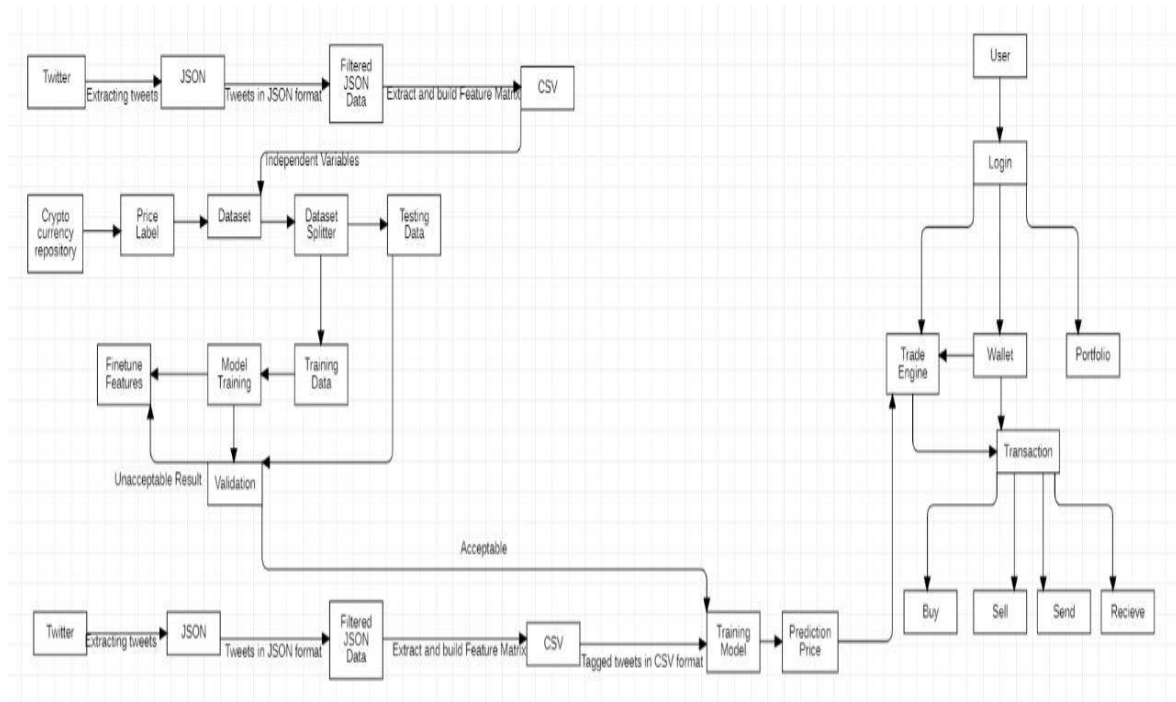 Twitter
Extracting tweets
JSON
Tweets in JSON format
Filtered
JSON
Data
Extract and build Feature Matrix
CSV
User
Login
Independent Variables
Crypto
currency
repository
Price
Label
Dataset
Dataset
Splitter
Testing
Data
Finetune
Features
Model
Training
Training
Data
Trade
Engine
Wallet
Portfolio
Unacceptable Result
Validation
Transaction
Acceptable
Buy
Sell
Send
Recieve
Twitter
Extracting tweets
JSON
Tweets in JSON format
Filtered
JSON
Data
Extract and build Feature Matrix
CSV
Tagged tweets in CSV format
Training
Model
Prediction
Price